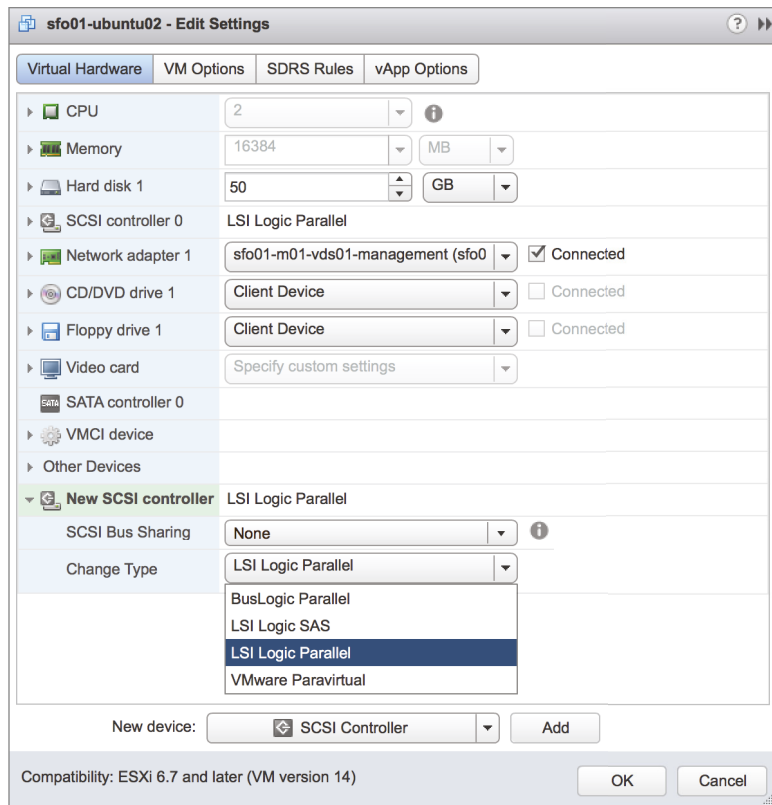 sfo01-ubuntu02 - Edit Settings ?
Virtual Hardware VM Options SDRS Rules vApp Options
CPU 2 i
Memory 16384 MB
Hard disk 1 50 GB
SCSI controller 0 LSI Logic Parallel
Network adapter 1 sfo01-m01-vds01-management (sfo0 Connected
CD/DVD drive 1 Client Device Connected
Floppy drive 1 Client Device Connected
Video card Specify custom settings
SATA SATA controller 0
VMCI device
Other Devices
New SCSI controller LSI Logic Parallel
SCSI Bus Sharing None i
Change Type LSI Logic Parallel
BusLogic Parallel
LSI Logic SAS
LSI Logic Parallel
VMware Paravirtual
New device: SCSI Controller Add
Compatibility: ESXi 6.7 and later (VM version 14) OK Cancel